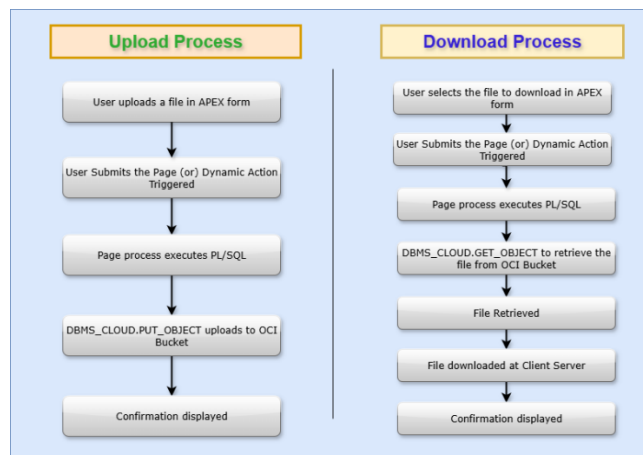 Upload Process
User uploads a file in APEX form
User Submits the Page (or) Dynamic Action
Triggered
Page process executes PL/SQL
DBMS_CLOUD.PUT_OBJECT uploads to OCI
Bucket
Confirmation displayed
Download Process
User selects the file to download in APEX
form
User Submits the Page (or) Dynamic Action
Triggered
Page process executes PL/SQL
DBMS_CLOUD.GET_OBJECT to retrieve the
file from OCI Bucket
File Retrieved
File downloaded at Client Server
Confirmation displayed